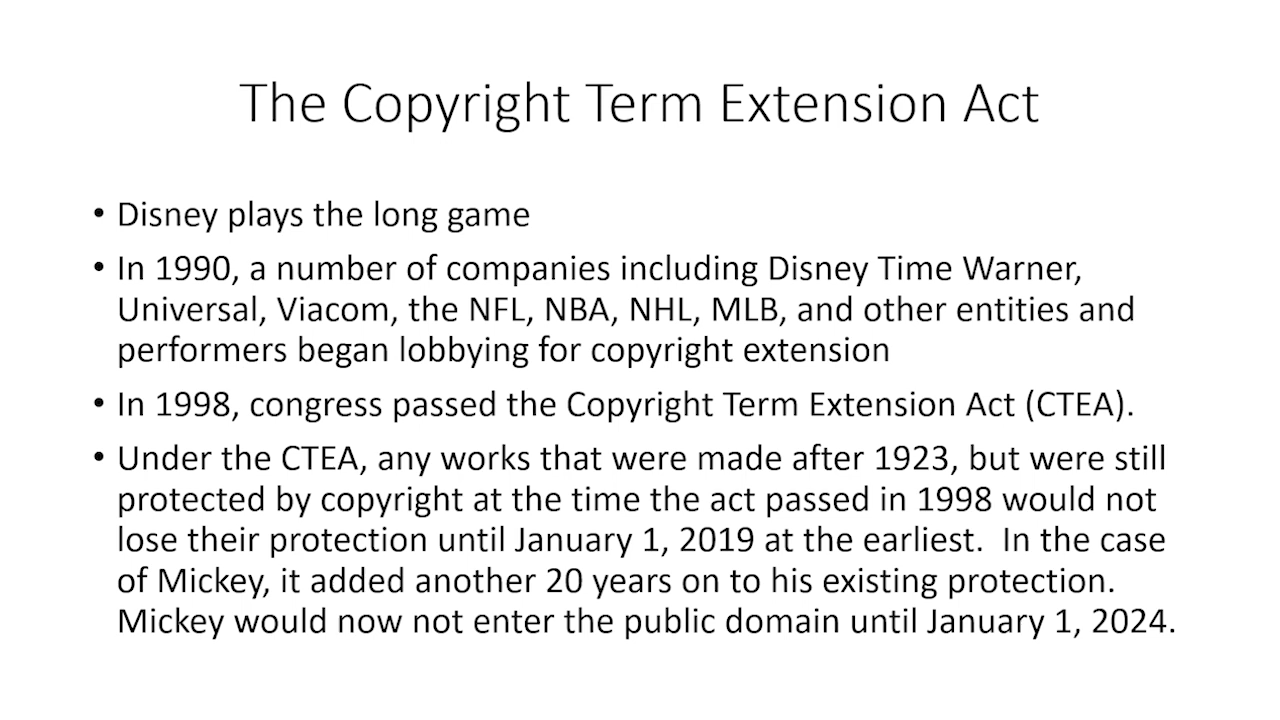 The Copyright Term Extension Act
• Disney plays the long game
• In 1990, a number of companies including Disney Time Warner,
Universal, Viacom, the NFL, NBA, NHL, MLB, and other entities and
performers began lobbying for copyright extension
• In 1998, congress passed the Copyright Term Extension Act (CTEA).
• Under the CTEA, any works that were made after 1923, but were still
protected by copyright at the time the act passed in 1998 would not
lose their protection until January 1, 2019 at the earliest.  In the case
of Mickey, it added another 20 years on to his existing protection.
Mickey would now not enter the public domain until January 1, 2024.